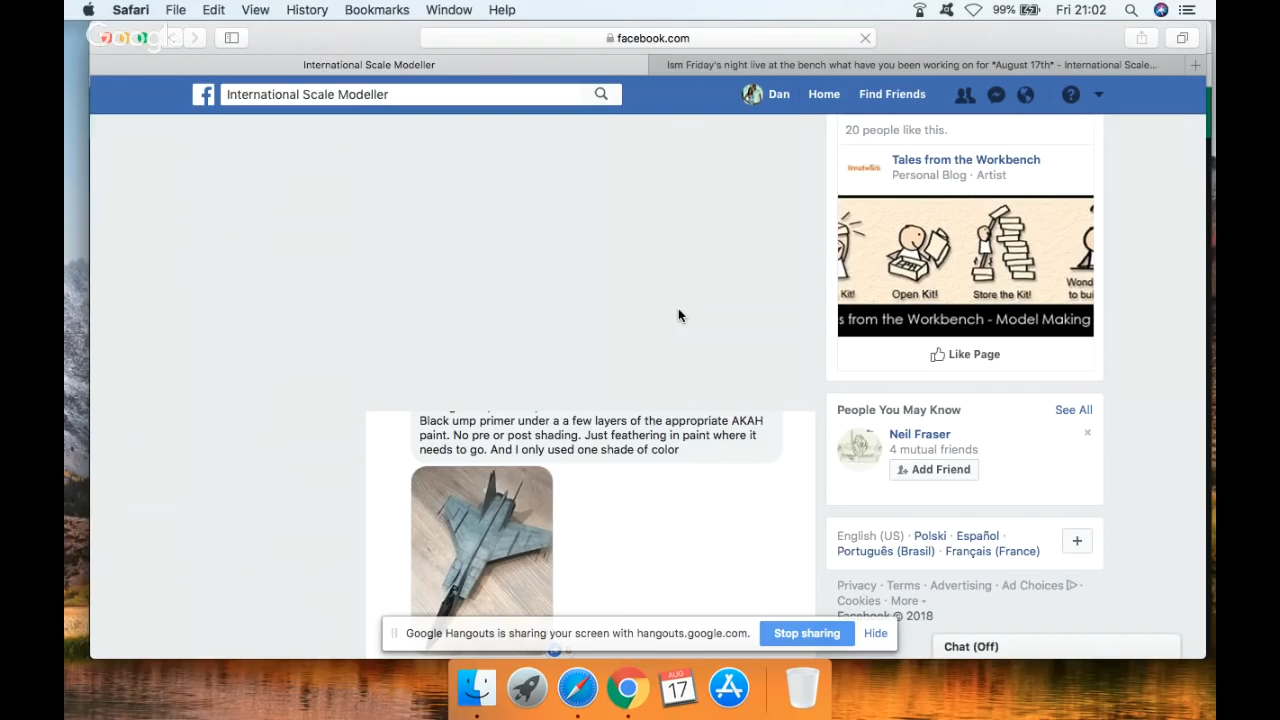 Safari File Edit View History Bookmarks Window Help
99% Fri 21:02
Google
facebook.com
International Scale Modeller
Ism Friday's night live at the bench what have you been working on for *August 17th* - International Scale...
International Scale Modeller
Dan Home Find Friends
20 people like this.
Tales from the Workbench
Personal Blog · Artist
Kit!
Open Kit!
Store the Kit!
Wond
to bui
s from the Workbench - Model Making
Like Page
People You May Know
See All
Neil Fraser
4 mutual friends
Add Friend
Black ump primer under a a few layers of the appropriate AKAH
paint. No pre or post shading. Just feathering in paint where it
needs to go. And I only used one shade of color
English (US) · Polski · Español ·
Português (Brasil) · Français (France)
Privacy · Terms · Advertising · Ad Choices ·
Cookies · More
Facebook © 2018
Google Hangouts is sharing your screen with hangouts.google.com.
Stop sharing
Hide
Chat (Off)
AUG
17